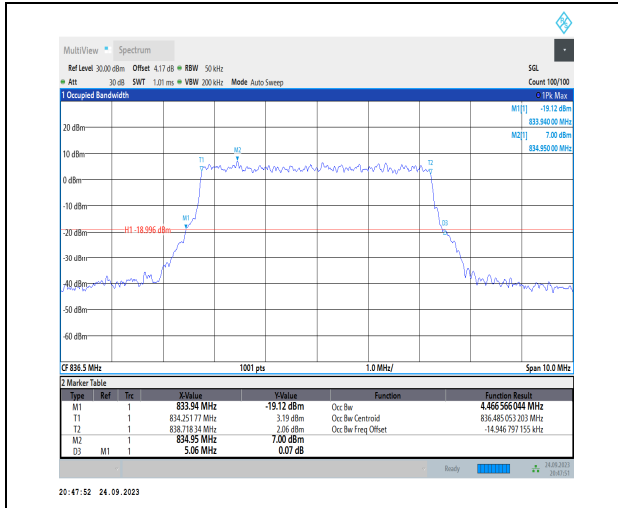 MultiView Spectrum
Ref Level 30.00 dBm Offset 4.17 dB RBW 50 kHz SGL
Att 30 dB SWT 1.01 ms VBW 200 kHz Mode Auto Sweep Count 100/100
1 Occupied Bandwidth 1Pk Max
M1[1] -19.12 dBm
833.940 00 MHz
M2[1] 7.00 dBm
834.950 00 MHz
20 dBm
M2
10 dBm
T1 T2
0 dBm
-10 dBm
M1
D3
-20 dBm
H1 -18.996 dBm
-30 dBm
-40 dBm
-50 dBm
-60 dBm
CF 836.5 MHz 1001 pts 1.0 MHz/ Span 10.0 MHz
2 Marker Table
Type Ref Trc X-Value Y-Value Function Function Result
M1 1 833.94 MHz -19.12 dBm Occ Bw 4.466 566 044 MHz
T1 1 834.251 77 MHz 3.19 dBm Occ Bw Centroid 836.485 053 203 MHz
T2 1 838.718 34 MHz 2.06 dBm Occ Bw Freq Offset -14.946 797 155 kHz
M2 1 834.95 MHz 7.00 dBm
D3 M1 1 5.06 MHz 0.07 dB
Ready 24.09.2023
20:47:51
20:47:52 24.09.2023